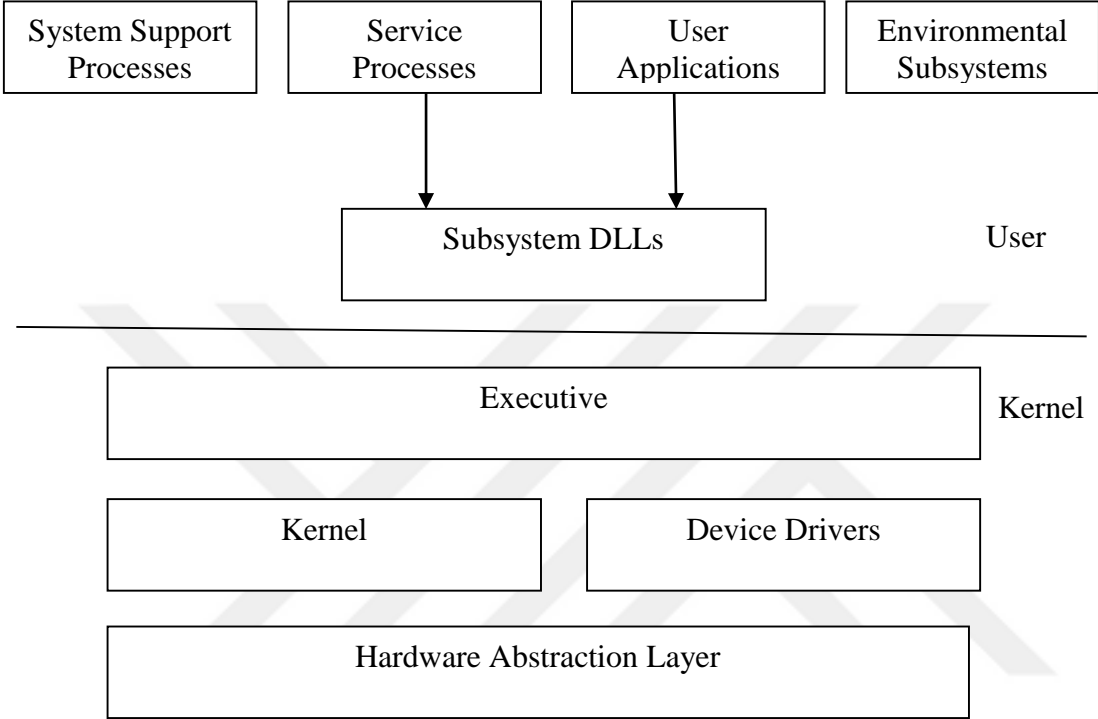 System Support
Processes
Service
Processes
User
Applications
Environmental
Subsystems
Subsystem DLLs
User
Executive
Kernel
Kernel
Device Drivers
Hardware Abstraction Layer